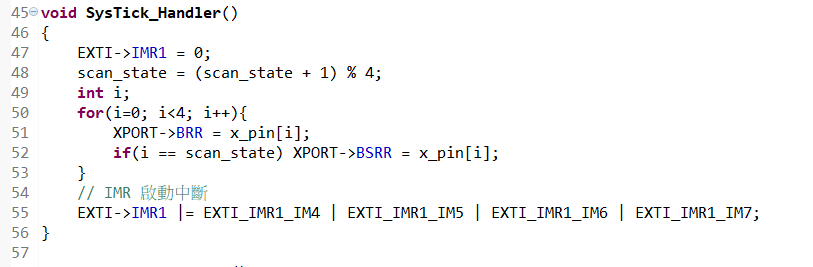 45 void SysTick_Handler()
46 {
47     EXTI->IMR1 = 0;
48     scan_state = (scan_state + 1) % 4;
49     int i;
50     for(i=0; i<4; i++){
51         XPORT->BRR = x_pin[i];
52         if(i == scan_state) XPORT->BSRR = x_pin[i];
53     }
54     // IMR 啟動中斷
55     EXTI->IMR1 |= EXTI_IMR1_IM4 | EXTI_IMR1_IM5 | EXTI_IMR1_IM6 | EXTI_IMR1_IM7;
56 }
57